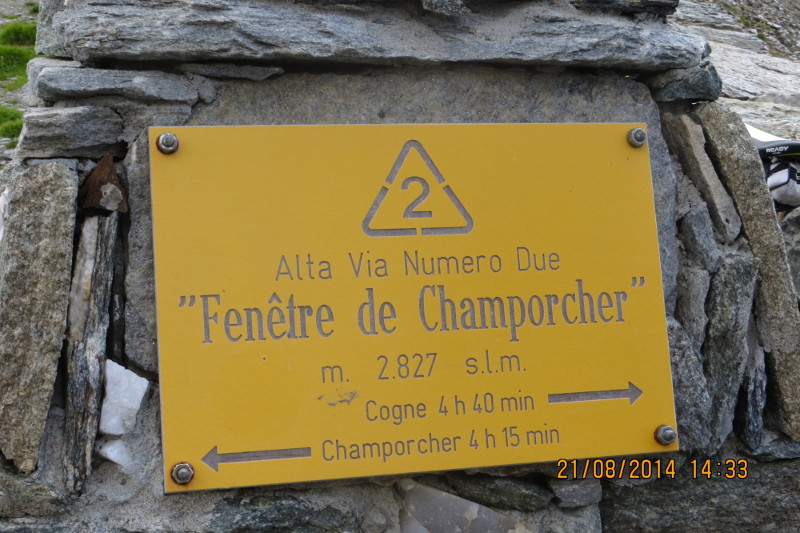 2
Alta Via Numero Due
"Fenêtre de Champorcher"
m. 2.827 s.l.m.
Cogne 4 h 40 min
Champorcher 4 h 15 min
READY
21/08/2014 14:33